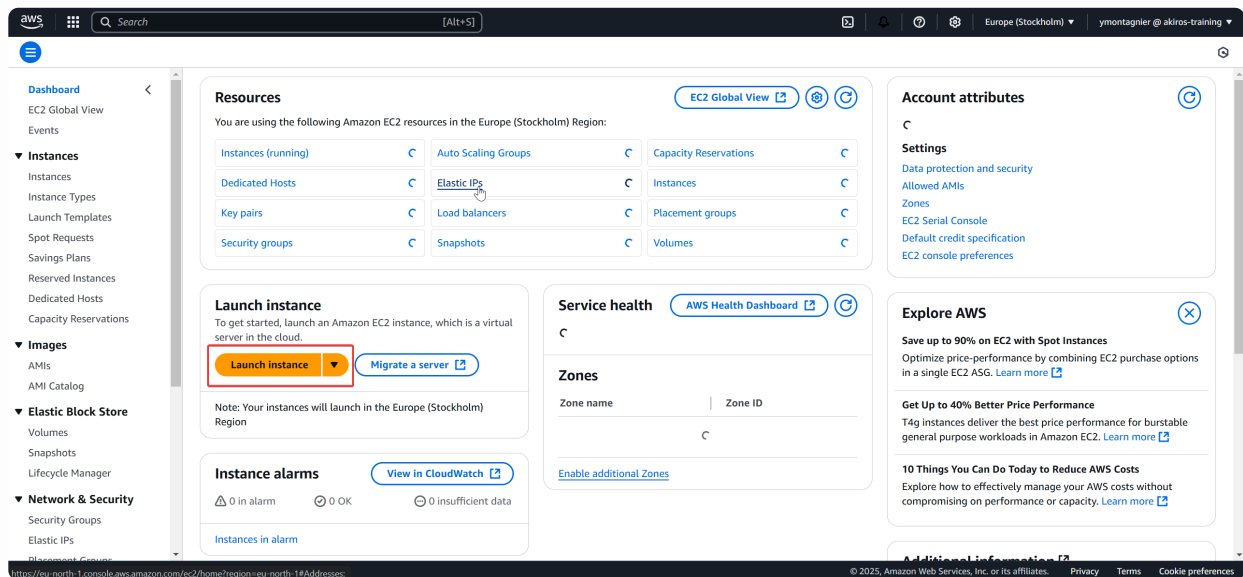 aws
Search
[Alt+S]
Europe (Stockholm) ▼
ymontagnier @ akiros-training ▼
Dashboard
EC2 Global View
Events
▼ Instances
Instances
Instance Types
Launch Templates
Spot Requests
Savings Plans
Reserved Instances
Dedicated Hosts
Capacity Reservations
▼ Images
AMIs
AMI Catalog
▼ Elastic Block Store
Volumes
Snapshots
Lifecycle Manager
▼ Network & Security
Security Groups
Elastic IPs
Placement Groups
Resources
EC2 Global View
You are using the following Amazon EC2 resources in the Europe (Stockholm) Region:
Instances (running)
Auto Scaling Groups
Capacity Reservations
Dedicated Hosts
Elastic IPs
Instances
Key pairs
Load balancers
Placement groups
Security groups
Snapshots
Volumes
Launch instance
To get started, launch an Amazon EC2 instance, which is a virtual
server in the cloud.
Launch instance ▼
Migrate a server
Note: Your instances will launch in the Europe (Stockholm)
Region
Instance alarms
View in CloudWatch
0 in alarm
0 OK
0 insufficient data
Instances in alarm
Service health
AWS Health Dashboard
Zones
Zone name
Zone ID
Enable additional Zones
Account attributes
Settings
Data protection and security
Allowed AMIs
Zones
EC2 Serial Console
Default credit specification
EC2 console preferences
Explore AWS
Save up to 90% on EC2 with Spot Instances
Optimize price-performance by combining EC2 purchase options
in a single EC2 ASG. Learn more
Get Up to 40% Better Price Performance
T4g instances deliver the best price performance for burstable
general purpose workloads in Amazon EC2. Learn more
10 Things You Can Do Today to Reduce AWS Costs
Explore how to effectively manage your AWS costs without
compromising on performance or capacity. Learn more
Additional information
https://eu-north-1.console.aws.amazon.com/ec2/home?region=eu-north-1#Addresses:
© 2025, Amazon Web Services, Inc. or its affiliates.
Privacy
Terms
Cookie preferences